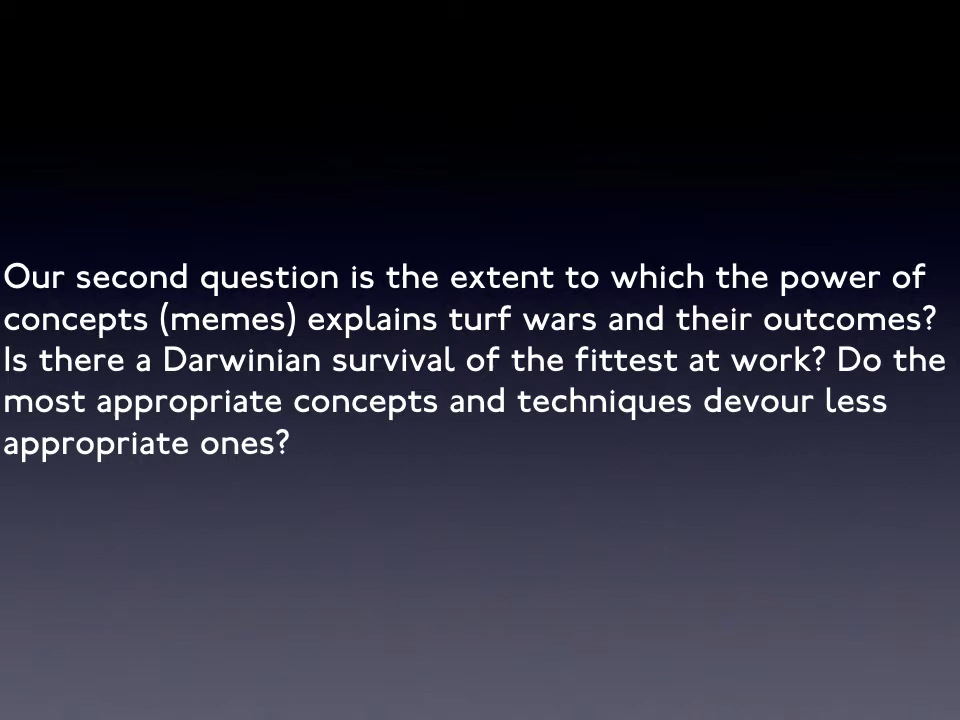 Our second question is the extent to which the power of
concepts (memes) explains turf wars and their outcomes?
Is there a Darwinian survival of the fittest at work? Do the
most appropriate concepts and techniques devour less
appropriate ones?